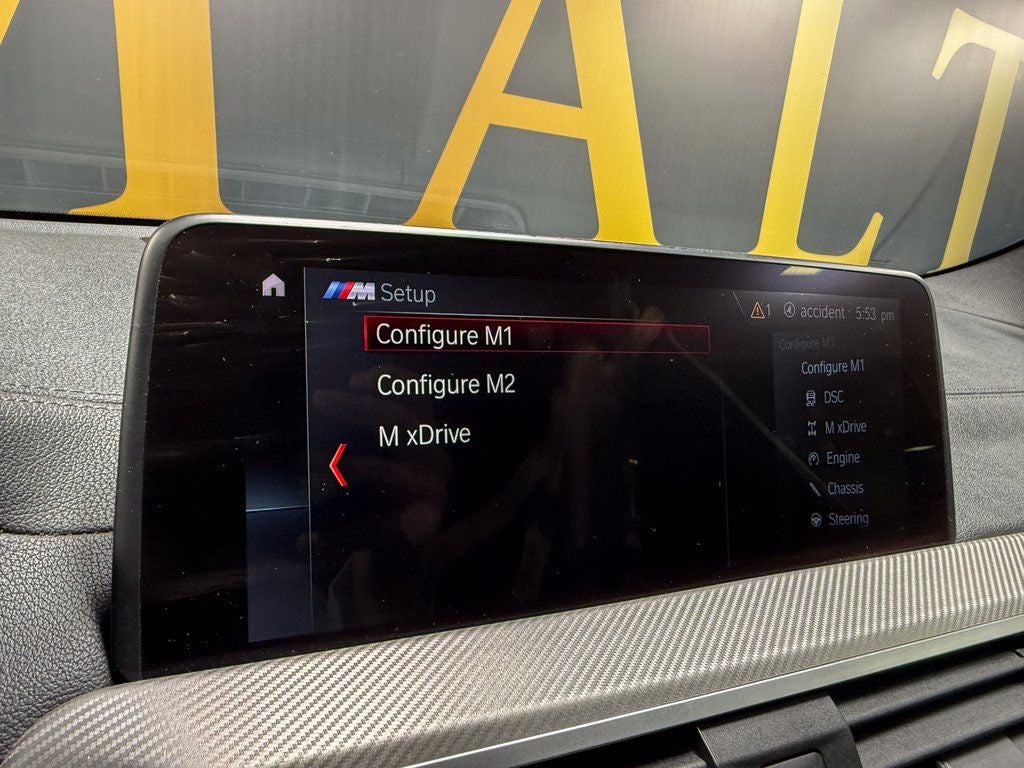 ALT
M Setup
1 accident · 5:53 pm
Configure M1
Configure M2
M xDrive
Configure M1
Configure M1
DSC
M xDrive
Engine
Chassis
Steering